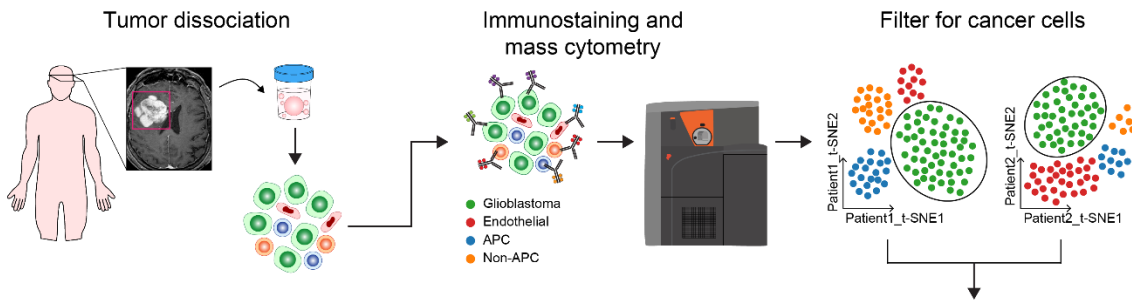 Tumor dissociation
Immunostaining and
mass cytometry
Filter for cancer cells
Glioblastoma
Endothelial
APC
Non-APC
Patient1_t-SNE2
Patient1_t-SNE1
Patient2_t-SNE2
Patient2_t-SNE1